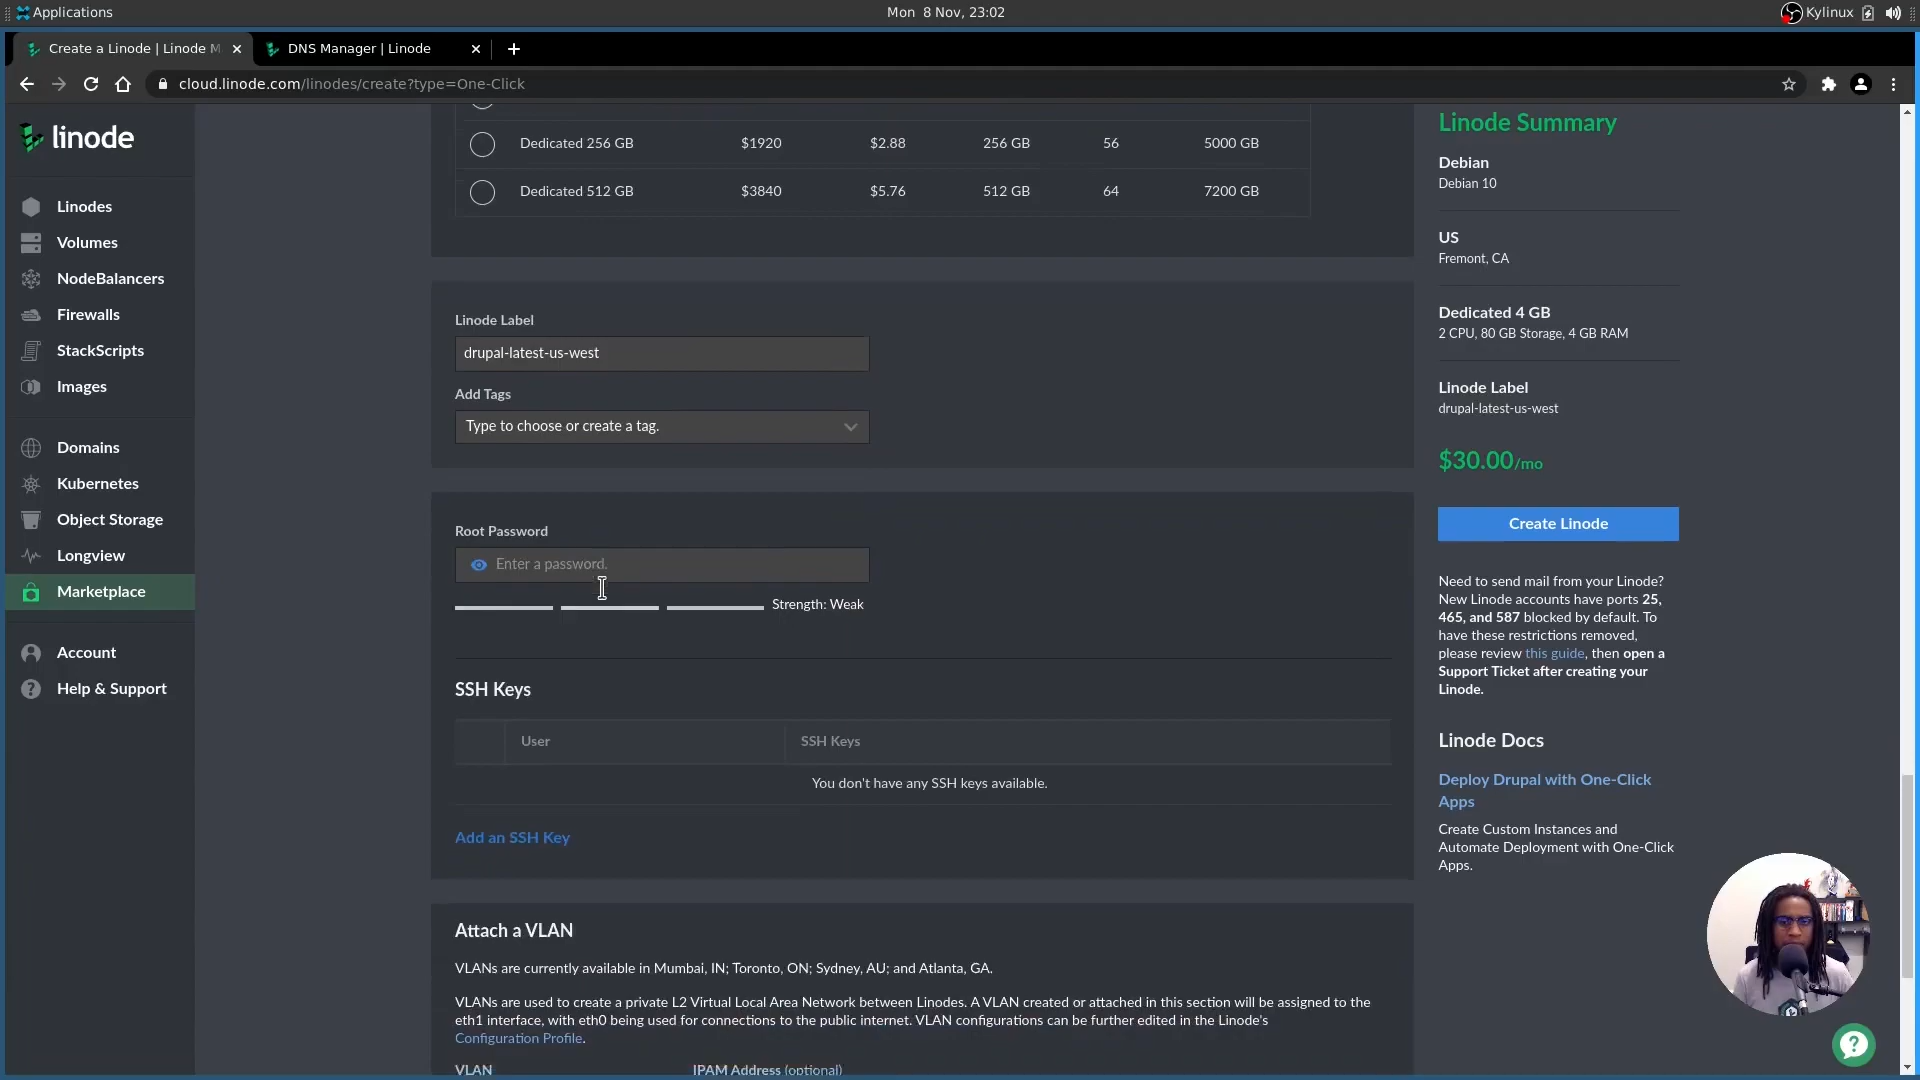 Applications
Mon 8 Nov, 23:02
Kylinux
Create a Linode | Linode M
DNS Manager | Linode
cloud.linode.com/linodes/create?type=One-Click
linode
Linodes
Volumes
NodeBalancers
Firewalls
StackScripts
Images
Domains
Kubernetes
Object Storage
Longview
Marketplace
Account
Help & Support
Dedicated 256 GB $1920 $2.88 256 GB 56 5000 GB
Dedicated 512 GB $3840 $5.76 512 GB 64 7200 GB
Linode Label
drupal-latest-us-west
Add Tags
Type to choose or create a tag.
Root Password
Enter a password.
Strength: Weak
SSH Keys
User SSH Keys
You don't have any SSH keys available.
Add an SSH Key
Attach a VLAN
VLANs are currently available in Mumbai, IN; Toronto, ON; Sydney, AU; and Atlanta, GA.
VLANs are used to create a private L2 Virtual Local Area Network between Linodes. A VLAN created or attached in this section will be assigned to the
eth1 interface, with eth0 being used for connections to the public internet. VLAN configurations can be further edited in the Linode's
Configuration Profile.
VLAN IPAM Address (optional)
Linode Summary
Debian
Debian 10
US
Fremont, CA
Dedicated 4 GB
2 CPU, 80 GB Storage, 4 GB RAM
Linode Label
drupal-latest-us-west
$30.00/mo
Create Linode
Need to send mail from your Linode?
New Linode accounts have ports 25,
465, and 587 blocked by default. To
have these restrictions removed,
please review this guide, then open a
Support Ticket after creating your
Linode.
Linode Docs
Deploy Drupal with One-Click
Apps
Create Custom Instances and
Automate Deployment with One-Click
Apps.